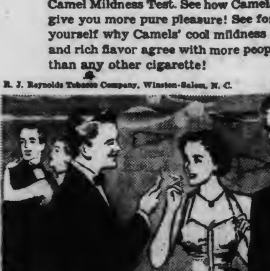 Camel Mildness Test. See how Camels
give you more pure pleasure! See for
yourself why Camels' cool mildness
and rich flavor agree with more people
than any other cigarette!
R. J. Reynolds Tobacco Company, Winston-Salem, N. C.